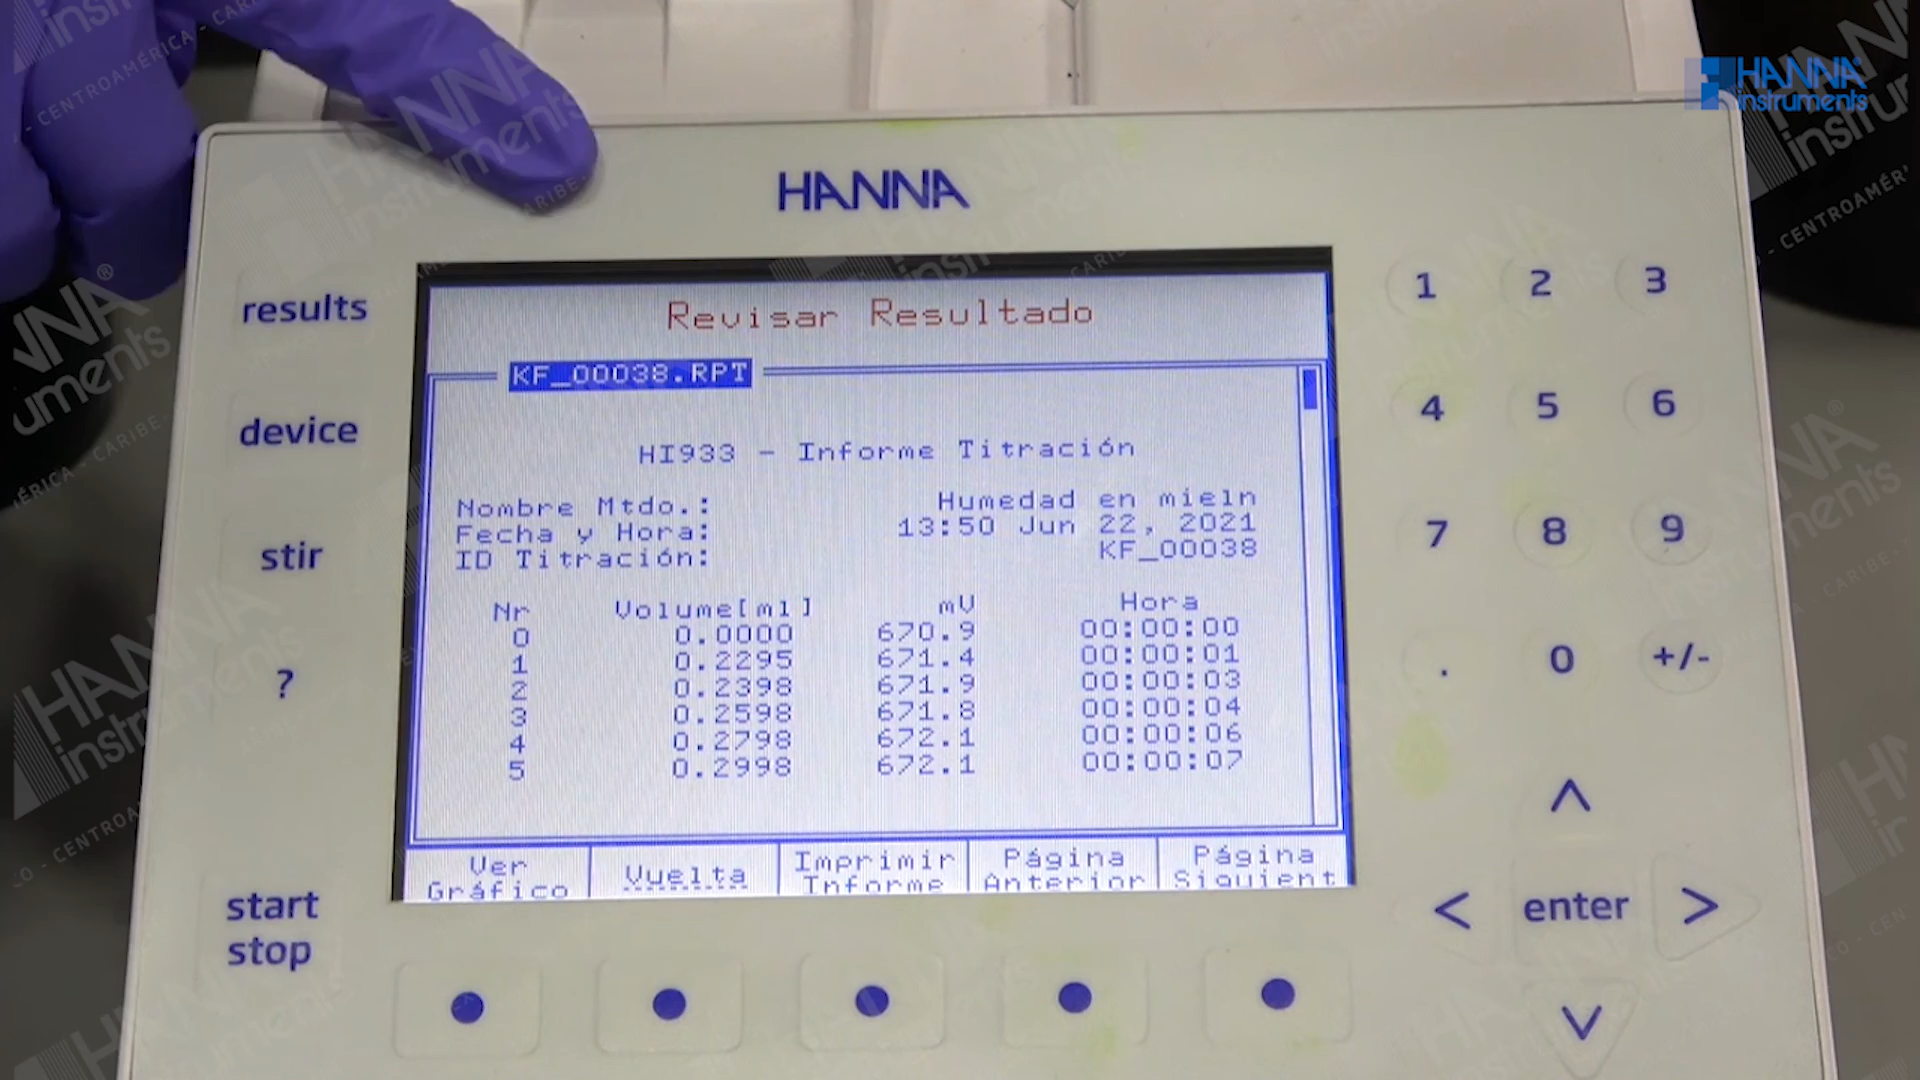 HANNA
instruments
HANNA
results
device
stir
?
start
stop
Revisar Resultado
KF_00038.RPT
HI933 - Informe Titración
Nombre Mtdo.: Humedad en mieln
Fecha y Hora: 13:50 Jun 22, 2021
ID Titración: KF_00038
Nr Volume[ml] mV Hora
0 0.0000 670.9 00:00:00
1 0.2295 671.4 00:00:01
2 0.2398 671.9 00:00:03
3 0.2598 671.8 00:00:04
4 0.2798 672.1 00:00:06
5 0.2998 672.1 00:00:07
Ver Gráfico
Vuelta
Imprimir Informe
Página Anterior
Página Siguient
1 2 3
4 5 6
7 8 9
. 0 +/-
< enter >